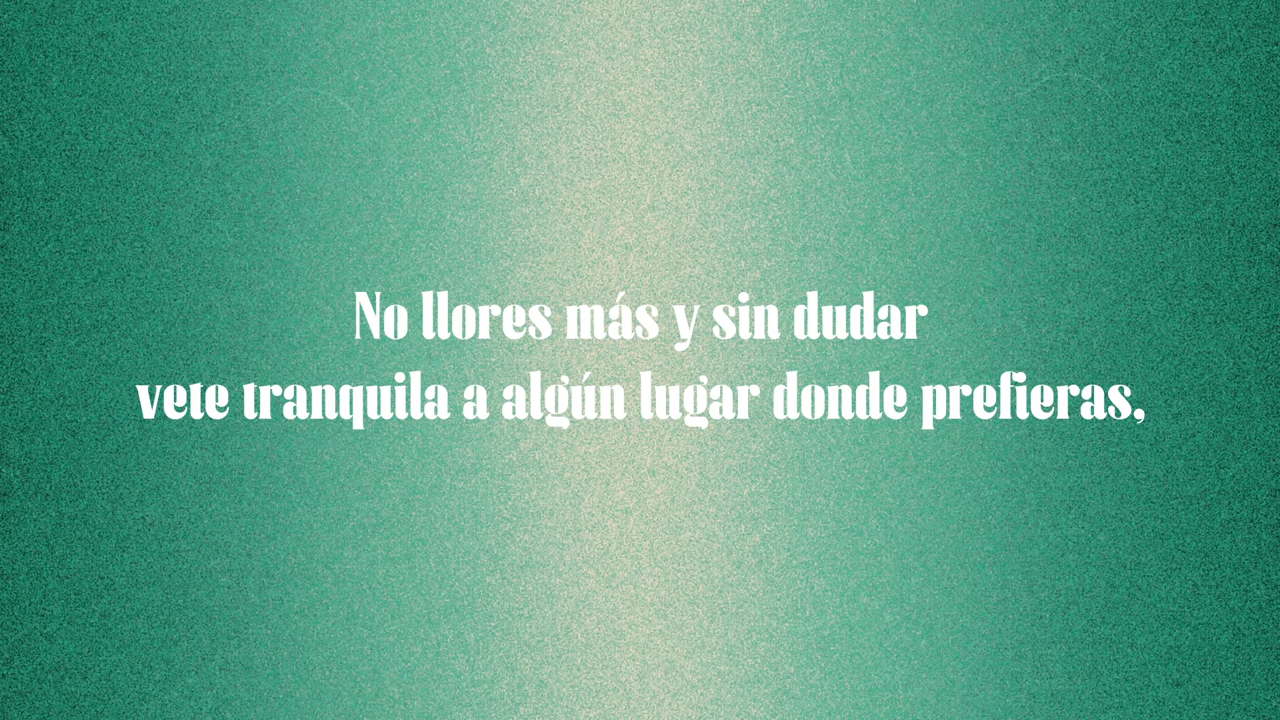 No llores más y sin dudar
vete tranquila a algún lugar donde prefieras,